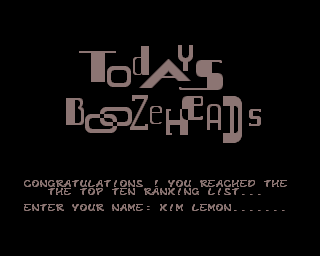 TODAYS
BOOZEHEADS
CONGRATULATIONS ! YOU REACHED THE
THE TOP TEN RANKING LIST...
ENTER YOUR NAME: KIM LEMON.......